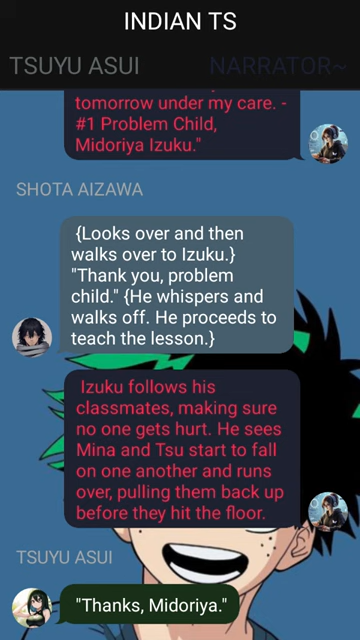 INDIAN TS
TSUYU ASUI NARRATOR~
tomorrow under my care. -
#1 Problem Child,
Midoriya Izuku."
SHOTA AIZAWA
{Looks over and then
walks over to Izuku.}
"Thank you, problem
child." {He whispers and
walks off. He proceeds to
teach the lesson.}
Izuku follows his
classmates, making sure
no one gets hurt. He sees
Mina and Tsu start to fall
on one another and runs
over, pulling them back up
before they hit the floor.
TSUYU ASUI
"Thanks, Midoriya."